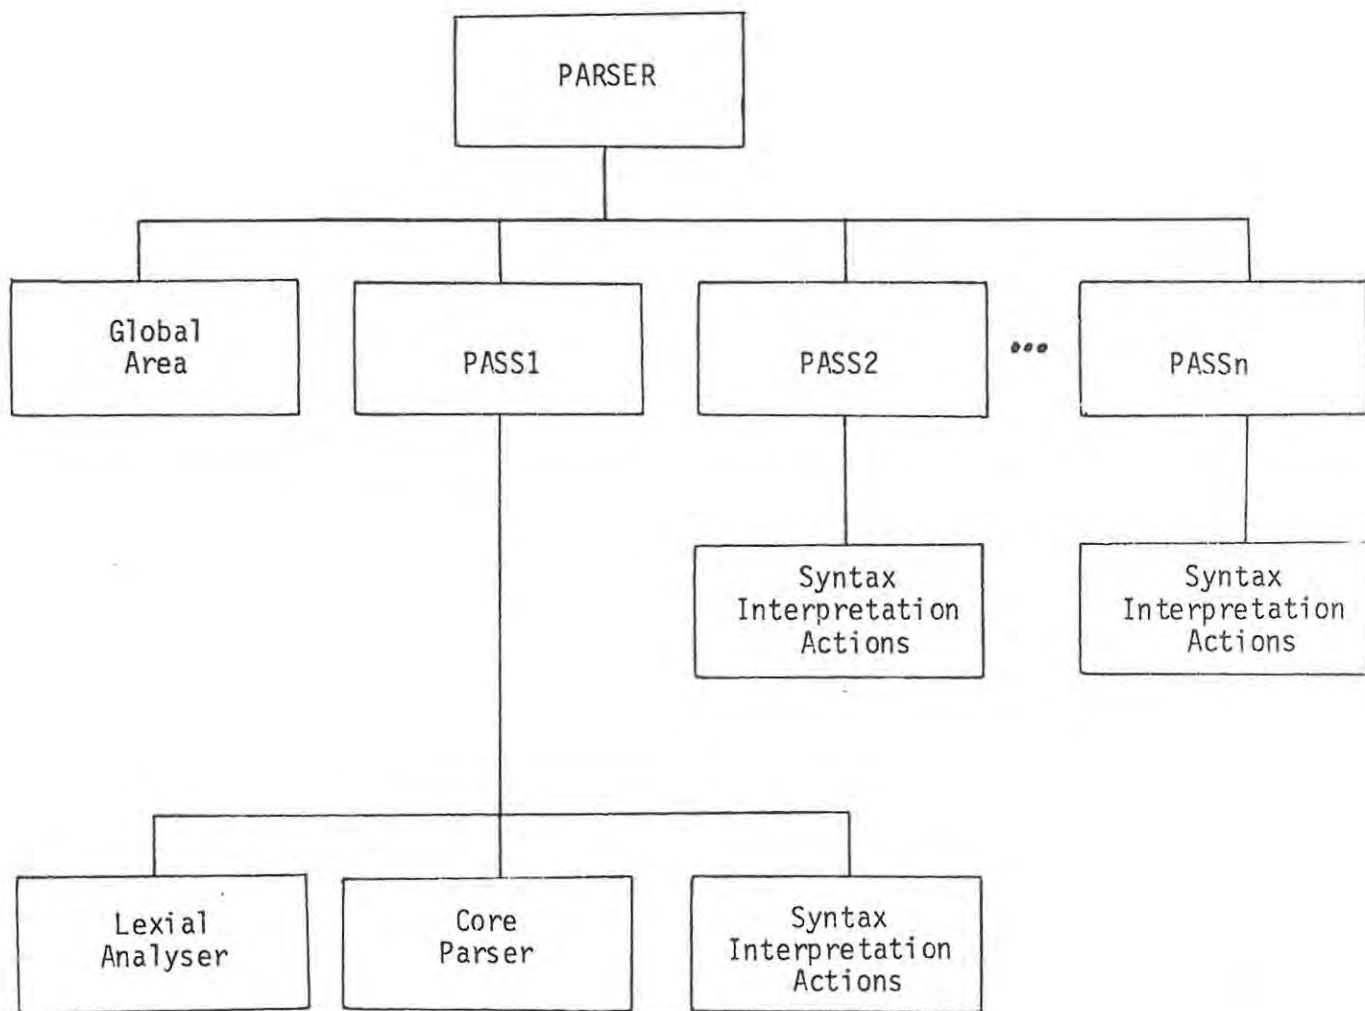 PARSER
Global
Area
PASS1
PASS2
...
PASSn
Syntax
Interpretation
Actions
Syntax
Interpretation
Actions
Lexial
Analyser
Core
Parser
Syntax
Interpretation
Actions